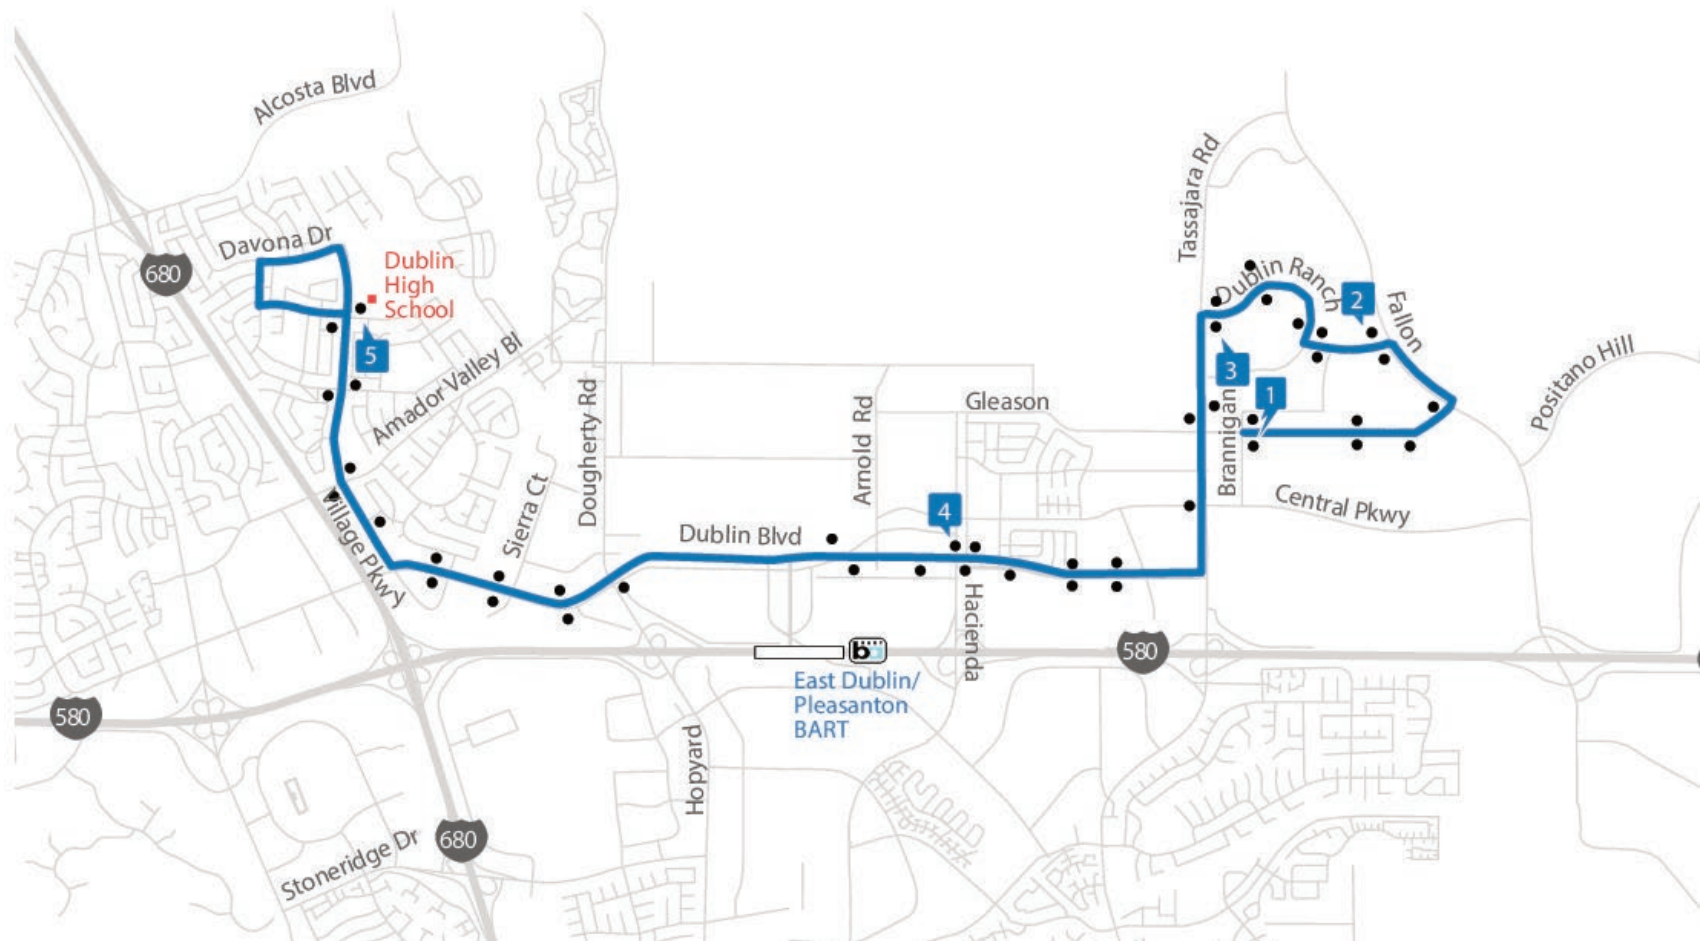 Alcosta Blvd
Tassajara Rd
Davona Dr
Dublin
High
School
680
Dublin Ranch
2
Fallon
5
3
1
Positano Hill
Amador Valley Bl
Dougherty Rd
Arnold Rd
Gleason
Brannigan
Central Pkwy
4
Sierra Ct
Village Pkwy
Dublin Blvd
Hacienda
580
ba
East Dublin/
Pleasanton
BART
580
Hopyard
680
Stoneridge Dr